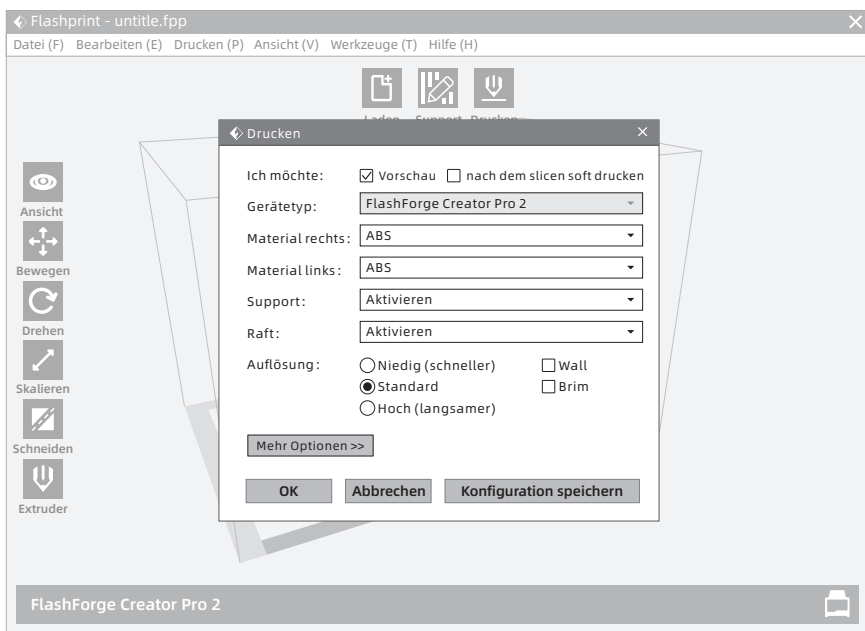 Flashprint - untitle.fpp
Datei (F) Bearbeiten (E) Drucken (P) Ansicht (V) Werkzeuge (T) Hilfe (H)
Laden Support Drucken
Drucken
Ich möchte: Vorschau nach dem slicen soft drucken
Gerätetyp: FlashForge Creator Pro 2
Material rechts: ABS
Material links: ABS
Support: Aktivieren
Raft: Aktivieren
Auflösung: Niedig (schneller) Wall
Standard Brim
Hoch (langsamer)
Mehr Optionen >>
OK Abbrechen Konfiguration speichern
Ansicht
Bewegen
Drehen
Skalieren
Schneiden
Extruder
FlashForge Creator Pro 2